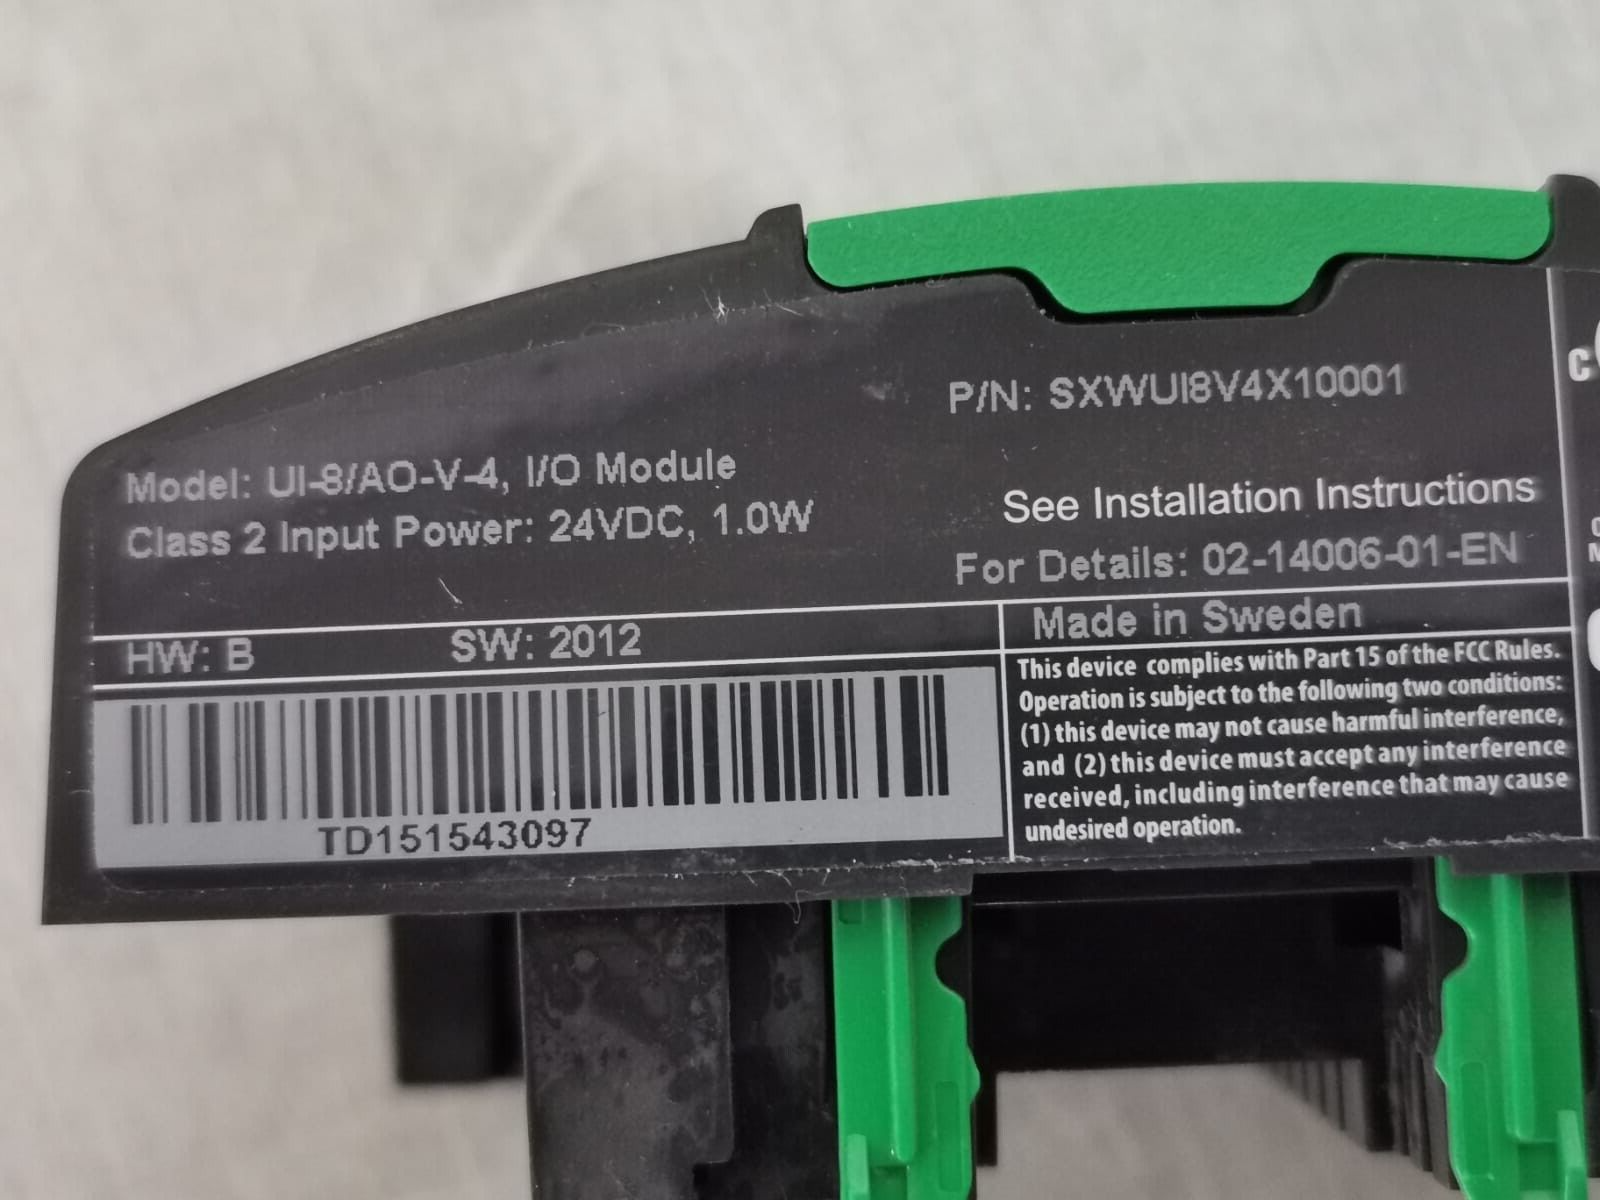 P/N: SXWUI8V4X10001
Model: UI-8/AO-V-4, I/O Module
Class 2 Input Power: 24VDC, 1.0W
See Installation Instructions
For Details: 02-14006-01-EN
HW: B SW: 2012
Made in Sweden
This device complies with Part 15 of the FCC Rules.
Operation is subject to the following two conditions:
(1) this device may not cause harmful interference,
and (2) this device must accept any interference
received, including interference that may cause
undesired operation.
TD151543097